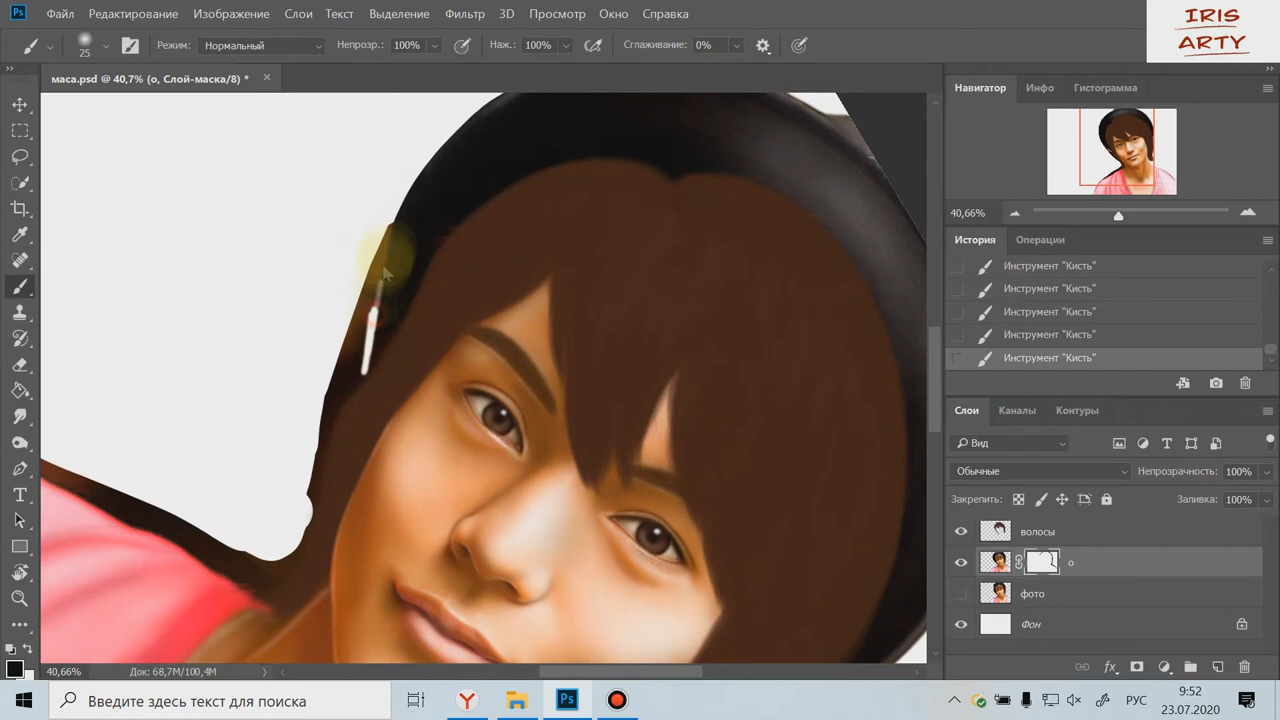 Ps Файл Редактирование Изображение Слои Текст Выделение Фильтр 3D Просмотр Окно Справка
IRIS
ARTY
25 Режим: Нормальный Непрозр.: 100% Наж.: 100% Сглаживание: 0%
маса.psd @ 40,7% (о, Слой-маска/8) * ×
Навигатор Инфо Гистограмма
40,66%
История Операции
Инструмент "Кисть"
Инструмент "Кисть"
Инструмент "Кисть"
Инструмент "Кисть"
Инструмент "Кисть"
Слои Каналы Контуры
Вид
Обычные Непрозрачность: 100%
Закрепить: Заливка: 100%
волосы
о
фото
Фон
40,66% Док: 68,7M/100,4M
Введите здесь текст для поиска
Ps
РУС
9:52
23.07.2020